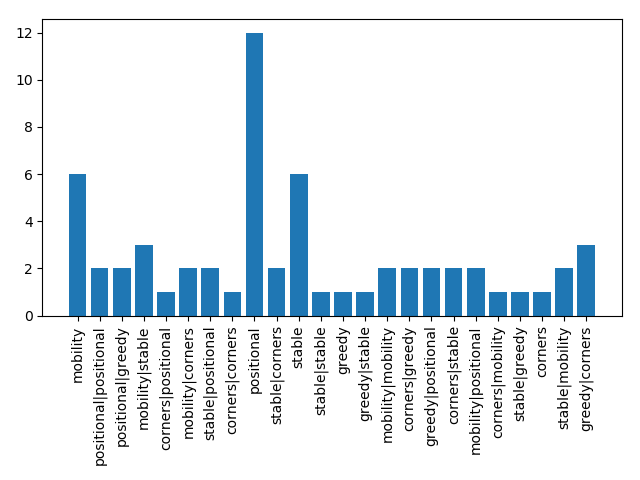 12
10
8
6
4
2
0
mobility
positional|positional
positional|greedy
mobility|stable
corners|positional
mobility|corners
stable|positional
corners|corners
positional
stable|corners
stable
stable|stable
greedy
greedy|stable
mobility|mobility
corners|greedy
greedy|positional
corners|stable
mobility|positional
corners|mobility
stable|greedy
corners
stable|mobility
greedy|corners